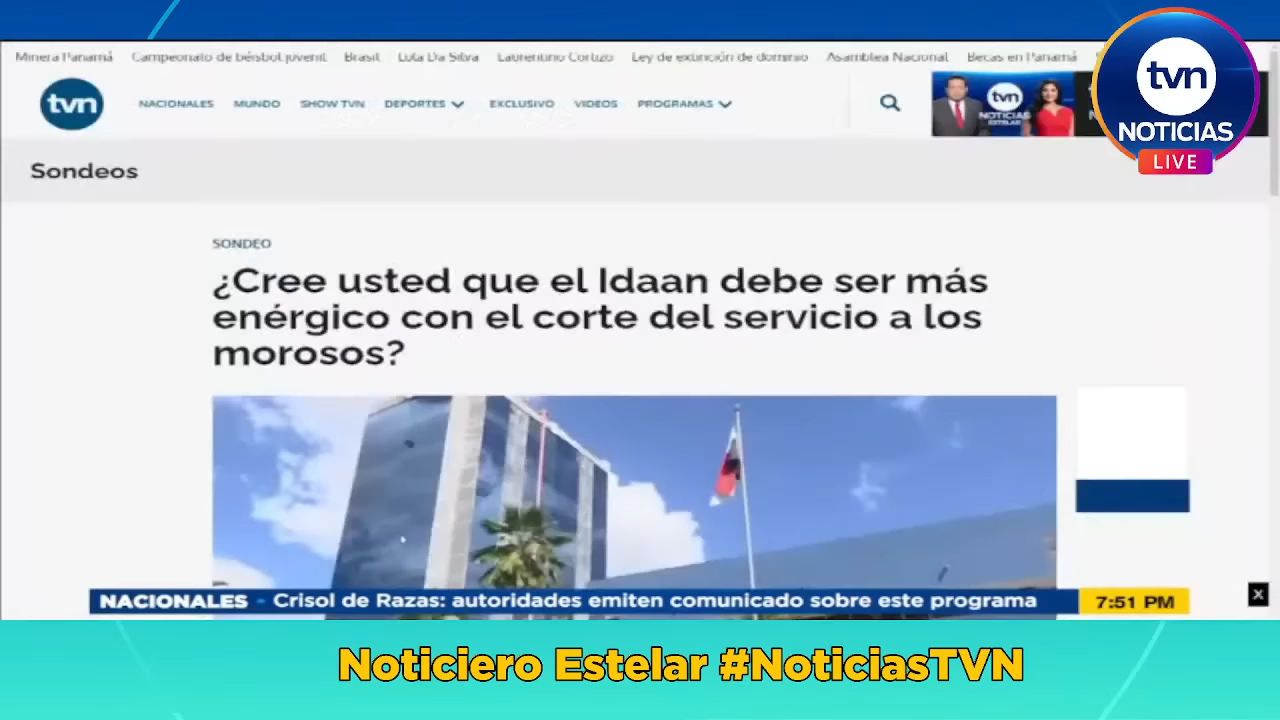 Minera Panamá Campeonato de béisbol juvenil Brasil Lula Da Silva Laurentino Cortizo Ley de extinción de dominio Asamblea Nacional Becas en Panamá
tvn NACIONALES MUNDO SHOW TVN DEPORTES EXCLUSIVO VIDEOS PROGRAMAS
tvn
NOTICIAS
ESTELAR
tvn
NOTICIAS
LIVE
Sondeos
SONDEO
¿Cree usted que el Idaan debe ser más
enérgico con el corte del servicio a los
morosos?
NACIONALES - Crisol de Razas: autoridades emiten comunicado sobre este programa 7:51 PM
X
Noticiero Estelar #NoticiasTVN